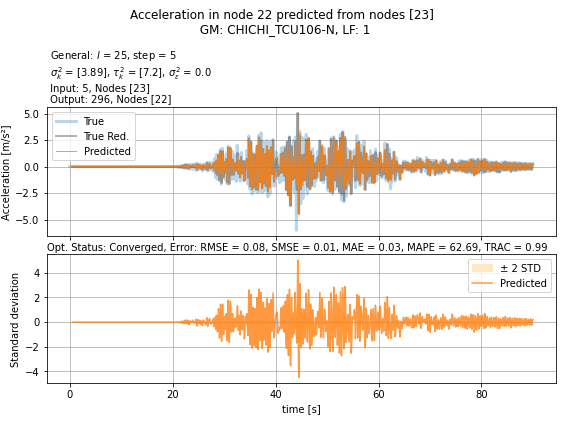 Acceleration in node 22 predicted from nodes [23]
GM: CHICHI_TCU106-N, LF: 1
General: l = 25, step = 5
σ²ₖ = [3.89], τ²ₖ = [7.2], σ²ε = 0.0
Input: 5, Nodes [23]
Output: 296, Nodes [22]
Acceleration [m/s²]
5.0
2.5
0.0
−2.5
−5.0
True
True Red.
Predicted
Opt. Status: Converged, Error: RMSE = 0.08, SMSE = 0.01, MAE = 0.03, MAPE = 62.69, TRAC = 0.99
Standard deviation
4
2
0
−2
−4
± 2 STD
Predicted
0 20 40 60 80
time [s]